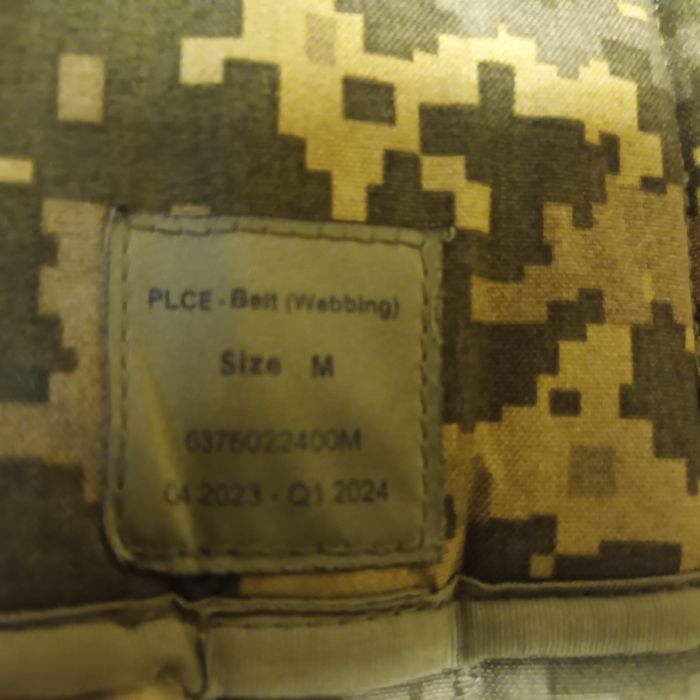 PLCE - Belt (Webbing)
Size M
6376022400M
Q4 2023 - Q1 2024